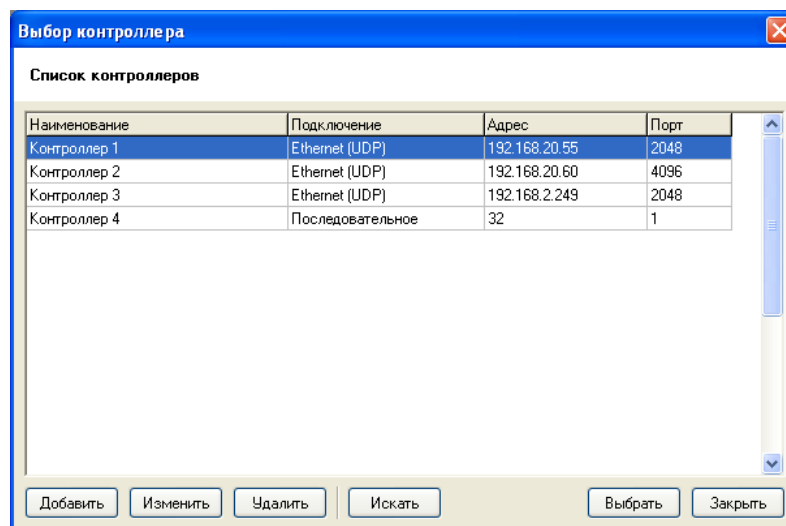 Выбор контроллера
Список контроллеров
Наименование Подключение Адрес Порт
Контроллер 1 Ethernet (UDP) 192.168.20.55 2048
Контроллер 2 Ethernet (UDP) 192.168.20.60 4096
Контроллер 3 Ethernet (UDP) 192.168.2.249 2048
Контроллер 4 Последовательное 32 1
Добавить Изменить Удалить Искать Выбрать Закрыть